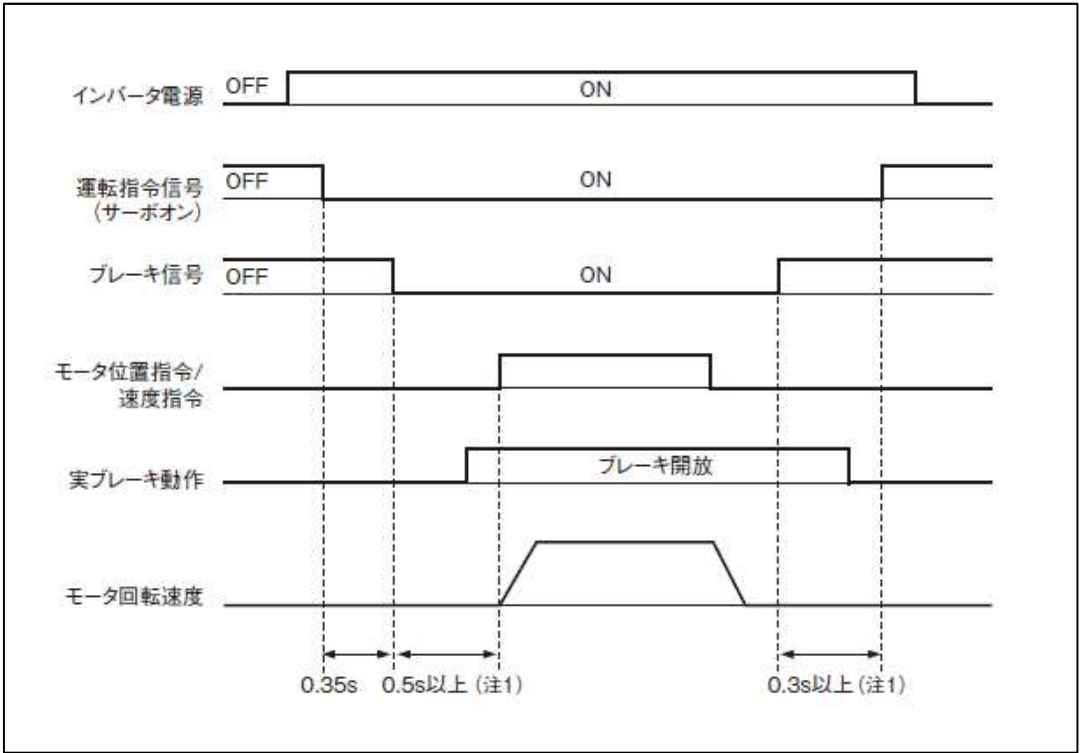 インバータ電源 OFF ON
運転指令信号 OFF ON
(サーボオン)
ブレーキ信号 OFF ON
モータ位置指令/
速度指令
実ブレーキ動作 ブレーキ開放
モータ回転速度
0.35s 0.5s以上(注1) 0.3s以上(注1)